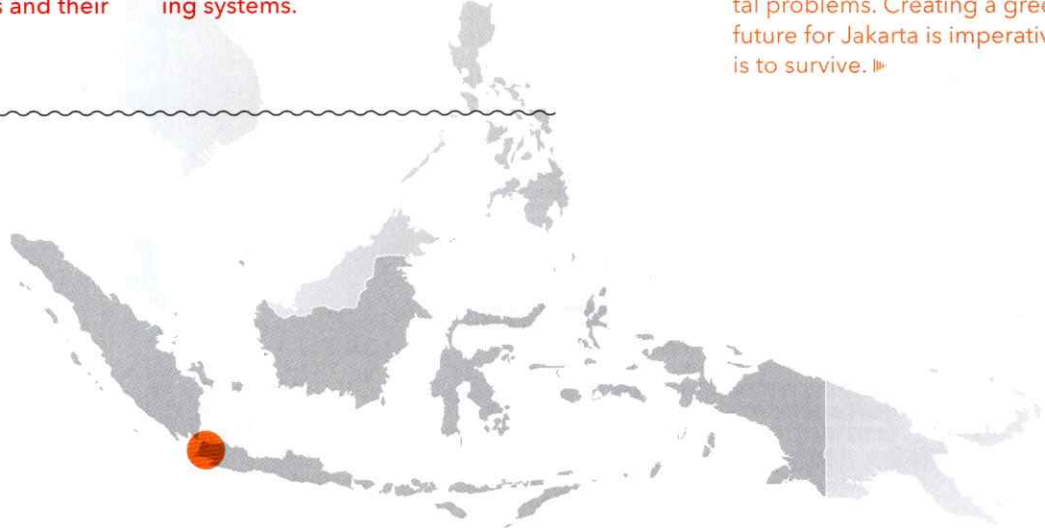 s and their
ing systems.
tal problems. Creating a gree
future for Jakarta is imperativ
is to survive.